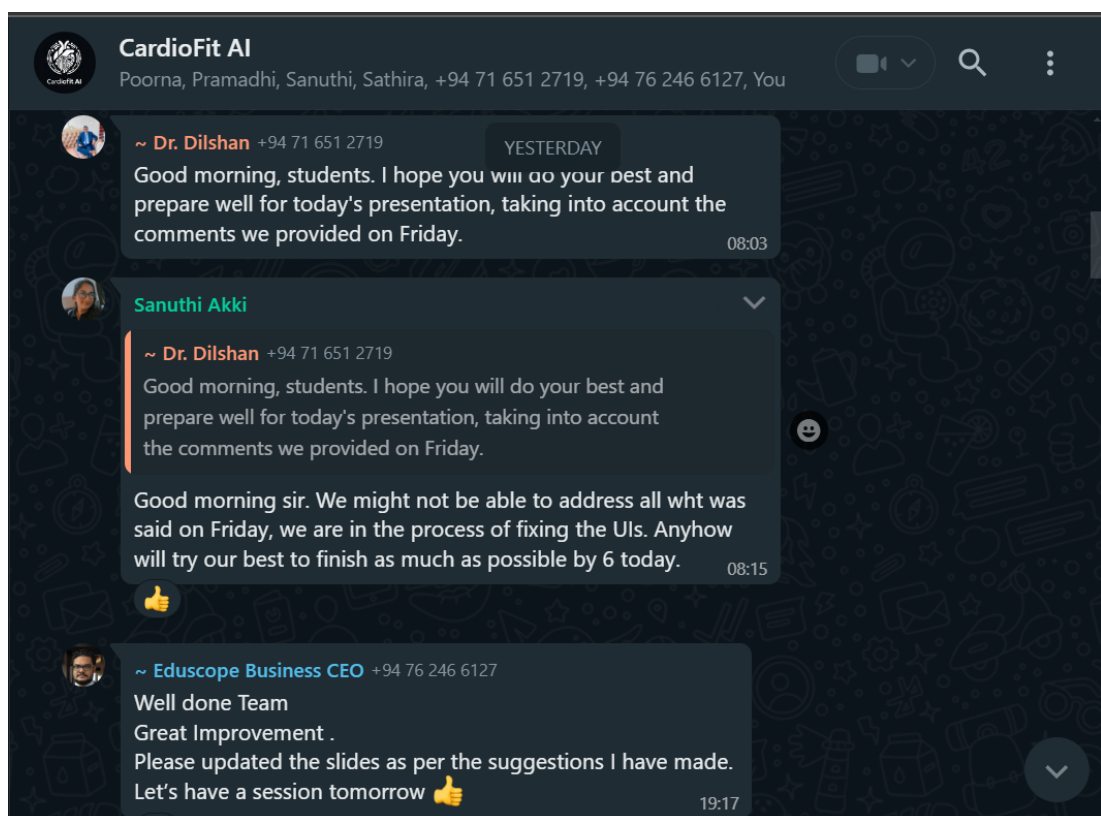 CardioFit AI
Poorna, Pramadhi, Sanuthi, Sathira, +94 71 651 2719, +94 76 246 6127, You
CardioFit AI
YESTERDAY
~ Dr. Dilshan +94 71 651 2719
Good morning, students. I hope you will do your best and
prepare well for today's presentation, taking into account the
comments we provided on Friday.
08:03
Sanuthi Akki
~ Dr. Dilshan +94 71 651 2719
Good morning, students. I hope you will do your best and
prepare well for today's presentation, taking into account
the comments we provided on Friday.
Good morning sir. We might not be able to address all wht was
said on Friday, we are in the process of fixing the UIs. Anyhow
will try our best to finish as much as possible by 6 today.
08:15
~ Eduscope Business CEO +94 76 246 6127
Well done Team
Great Improvement .
Please updated the slides as per the suggestions I have made.
Let's have a session tomorrow 👍
19:17